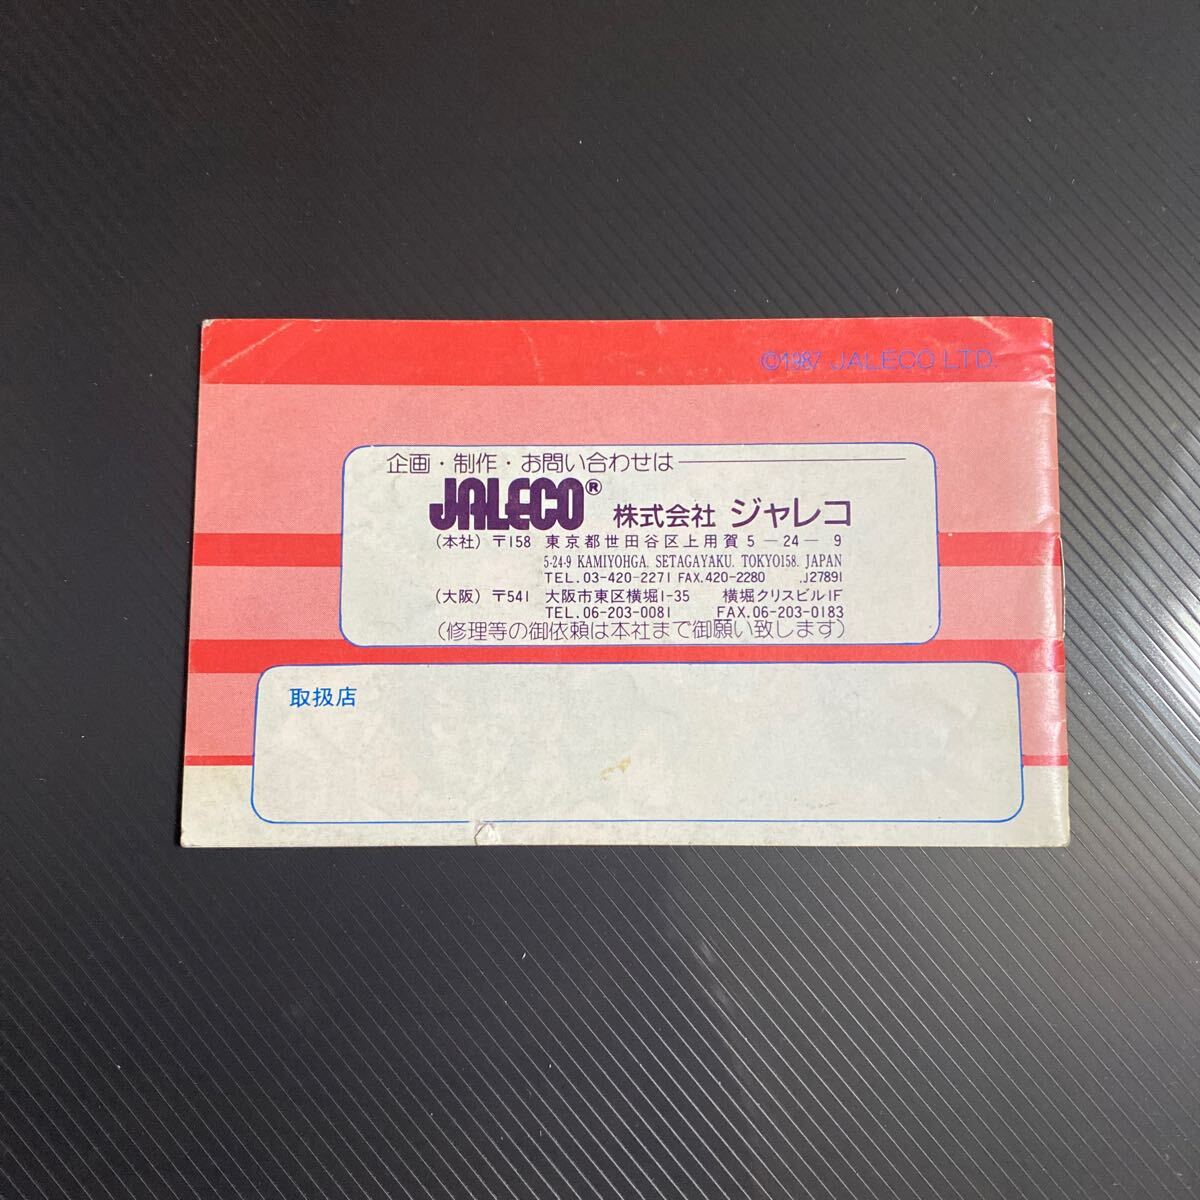 ©1987 JALECO LTD.
企画・制作・お問い合わせは
JALECO® 株式会社 ジャレコ
(本社) 〒158 東京都世田谷区上用賀5―24―9
5-24-9 KAMIYOHGA. SETAGAYAKU. TOKYO158. JAPAN
TEL.03-420-2271 FAX.420-2280 .J27891
(大阪) 〒541 大阪市東区横堀1-35 横堀クリスビル1F
TEL.06-203-0081 FAX.06-203-0183
(修理等の御依頼は本社まで御願い致します)
取扱店